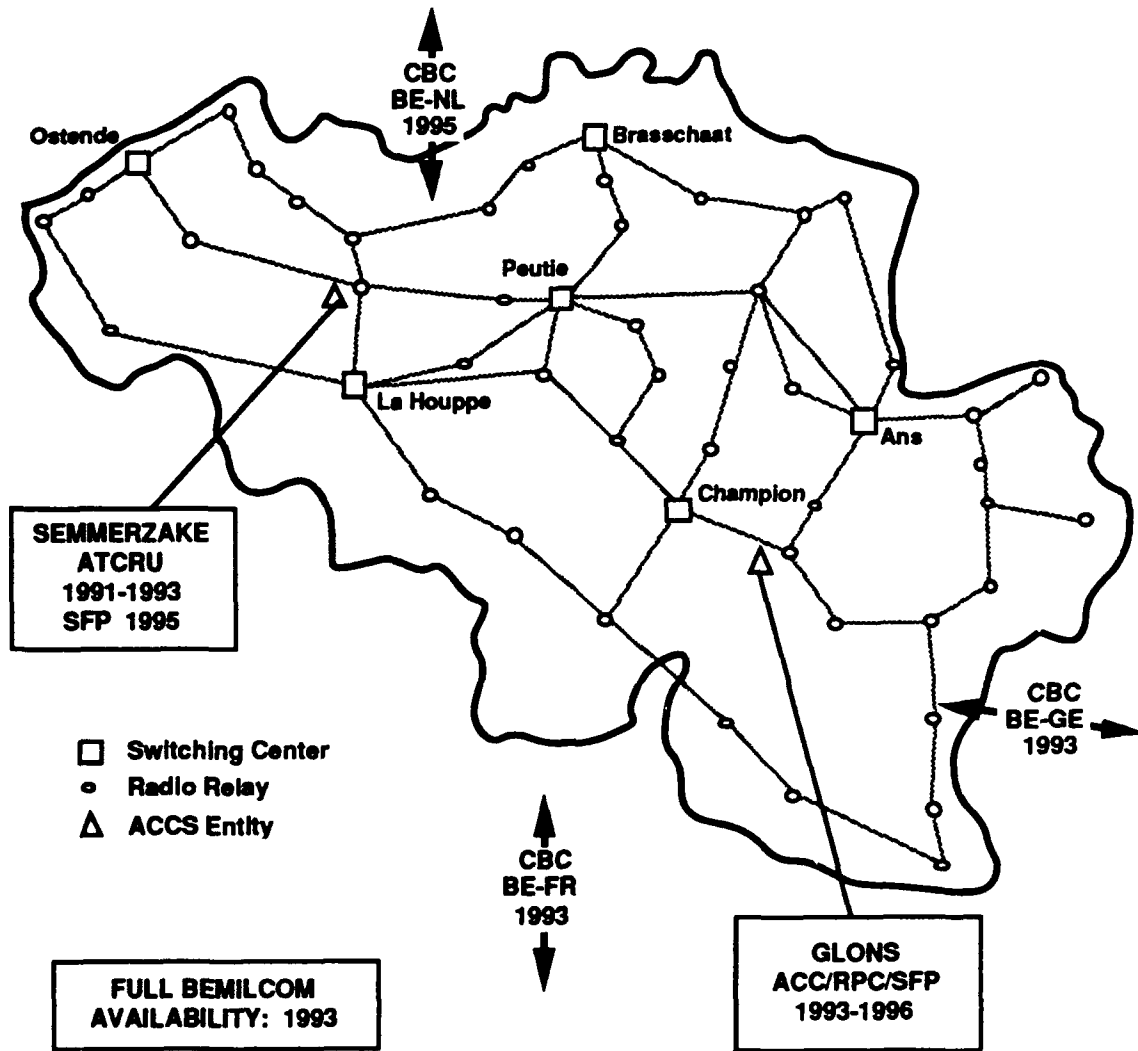 CBC
BE-NL
1995
Ostende
Brasschaat
Peutie
La Houppe
Ans
Champion
SEMMERZAKE
ATCRU
1991-1993
SFP 1995
CBC
BE-GE
1993
Switching Center
Radio Relay
ACCS Entity
CBC
BE-FR
1993
FULL BEMILCOM
AVAILABILITY: 1993
GLONS
ACC/RPC/SFP
1993-1996